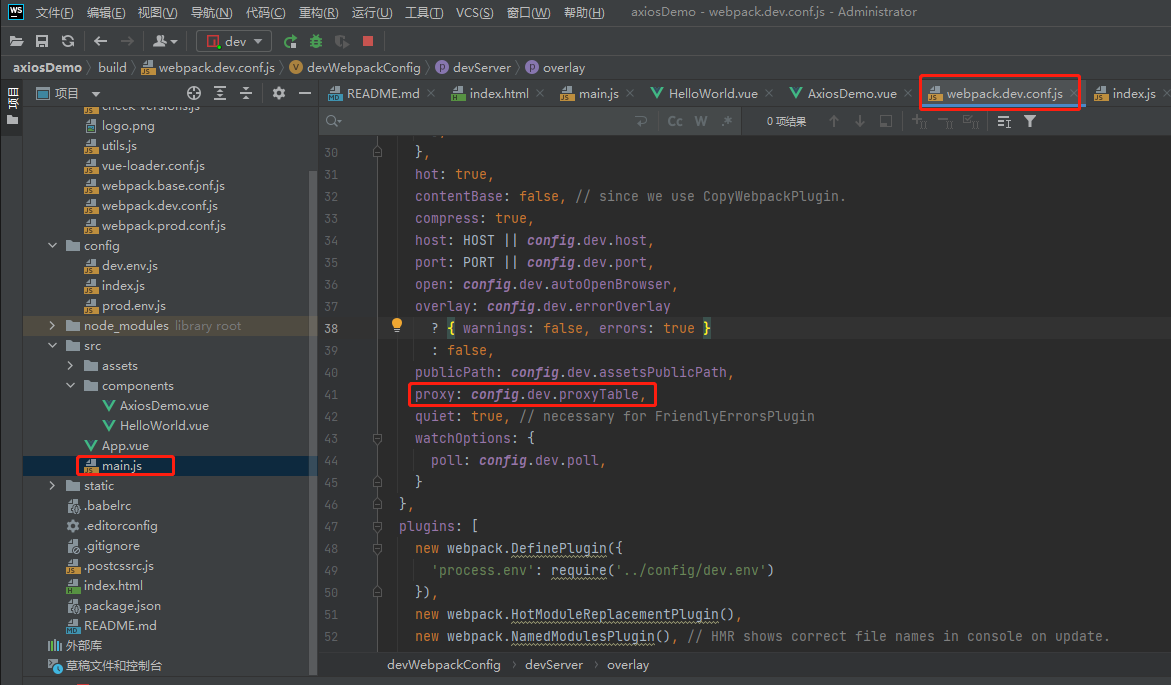 WS 文件(F) 编辑(E) 视图(V) 导航(N) 代码(C) 重构(R) 运行(U) 工具(T) VCS(S) 窗口(W) 帮助(H) axiosDemo - webpack.dev.conf.js - Administrator
dev
axiosDemo build webpack.dev.conf.js devWebpackConfig devServer overlay
项目
项目
README.md index.html main.js HelloWorld.vue AxiosDemo.vue webpack.dev.conf.js index.js
Cc W .* 0 项结果
check-versions.js
logo.png
utils.js
vue-loader.conf.js
webpack.base.conf.js
webpack.dev.conf.js
webpack.prod.conf.js
config
dev.env.js
index.js
prod.env.js
node_modules library root
src
assets
components
AxiosDemo.vue
HelloWorld.vue
App.vue
main.js
static
.babelrc
.editorconfig
.gitignore
.postcssrc.js
index.html
package.json
README.md
外部库
草稿文件和控制台
30 },
31 hot: true,
32 contentBase: false, // since we use CopyWebpackPlugin.
33 compress: true,
34 host: HOST || config.dev.host,
35 port: PORT || config.dev.port,
36 open: config.dev.autoOpenBrowser,
37 overlay: config.dev.errorOverlay
38 ? { warnings: false, errors: true }
39 : false,
40 publicPath: config.dev.assetsPublicPath,
41 proxy: config.dev.proxyTable,
42 quiet: true, // necessary for FriendlyErrorsPlugin
43 watchOptions: {
44 poll: config.dev.poll,
45 }
46 },
47 plugins: [
48 new webpack.DefinePlugin({
49 'process.env': require('../config/dev.env')
50 }),
51 new webpack.HotModuleReplacementPlugin(),
52 new webpack.NamedModulesPlugin(), // HMR shows correct file names in console on update.
devWebpackConfig devServer overlay